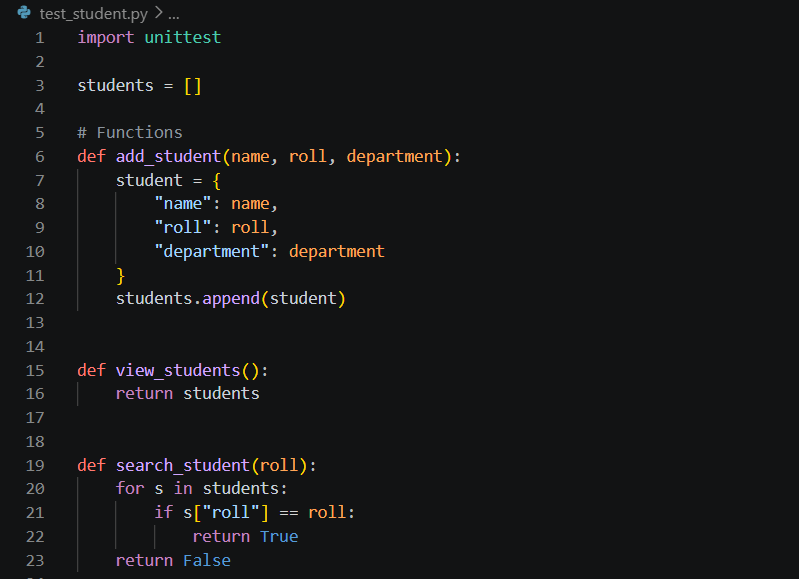 test_student.py > ...
1 import unittest
2
3 students = []
4
5 # Functions
6 def add_student(name, roll, department):
7     student = {
8         "name": name,
9         "roll": roll,
10         "department": department
11     }
12     students.append(student)
13
14
15 def view_students():
16     return students
17
18
19 def search_student(roll):
20     for s in students:
21         if s["roll"] == roll:
22             return True
23     return False